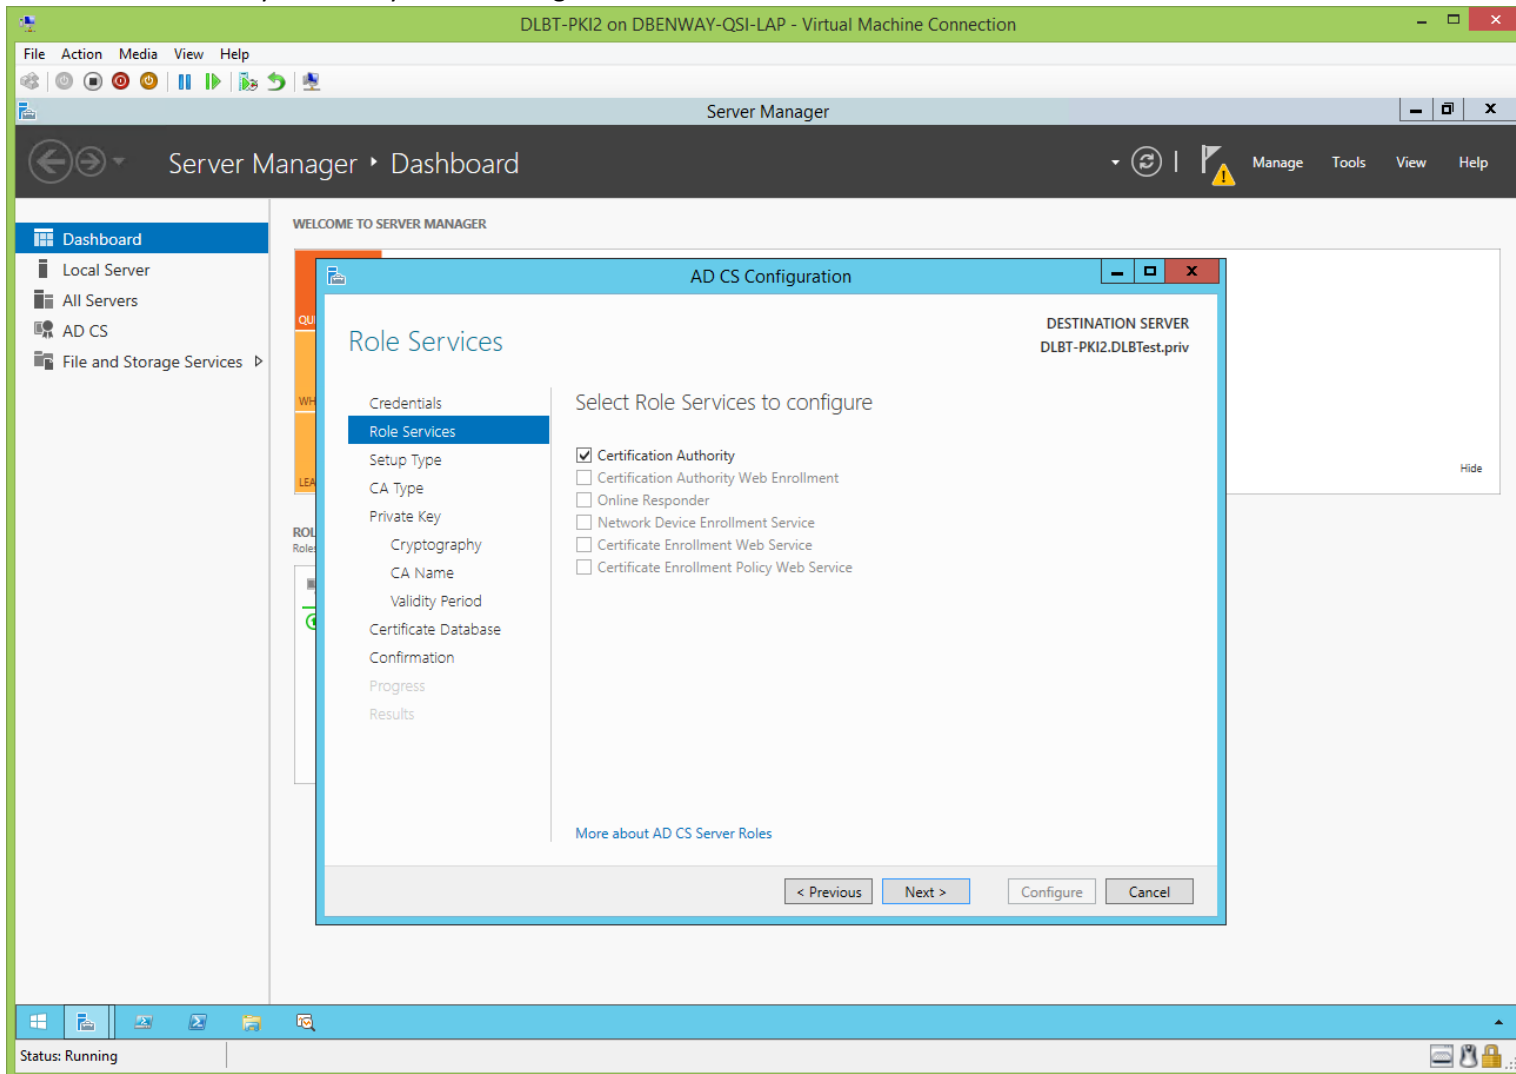 DLBT-PKI2 on DBENWAY-QSI-LAP - Virtual Machine Connection
File Action Media View Help
Server Manager
Server Manager • Dashboard
Manage Tools View Help
Dashboard
Local Server
All Servers
AD CS
File and Storage Services
WELCOME TO SERVER MANAGER
Hide
AD CS Configuration
Role Services
DESTINATION SERVER
DLBT-PKI2.DLBTest.priv
Credentials
Role Services
Setup Type
CA Type
Private Key
Cryptography
CA Name
Validity Period
Certificate Database
Confirmation
Progress
Results
Select Role Services to configure
Certification Authority
Certification Authority Web Enrollment
Online Responder
Network Device Enrollment Service
Certificate Enrollment Web Service
Certificate Enrollment Policy Web Service
More about AD CS Server Roles
< Previous Next > Configure Cancel
Status: Running